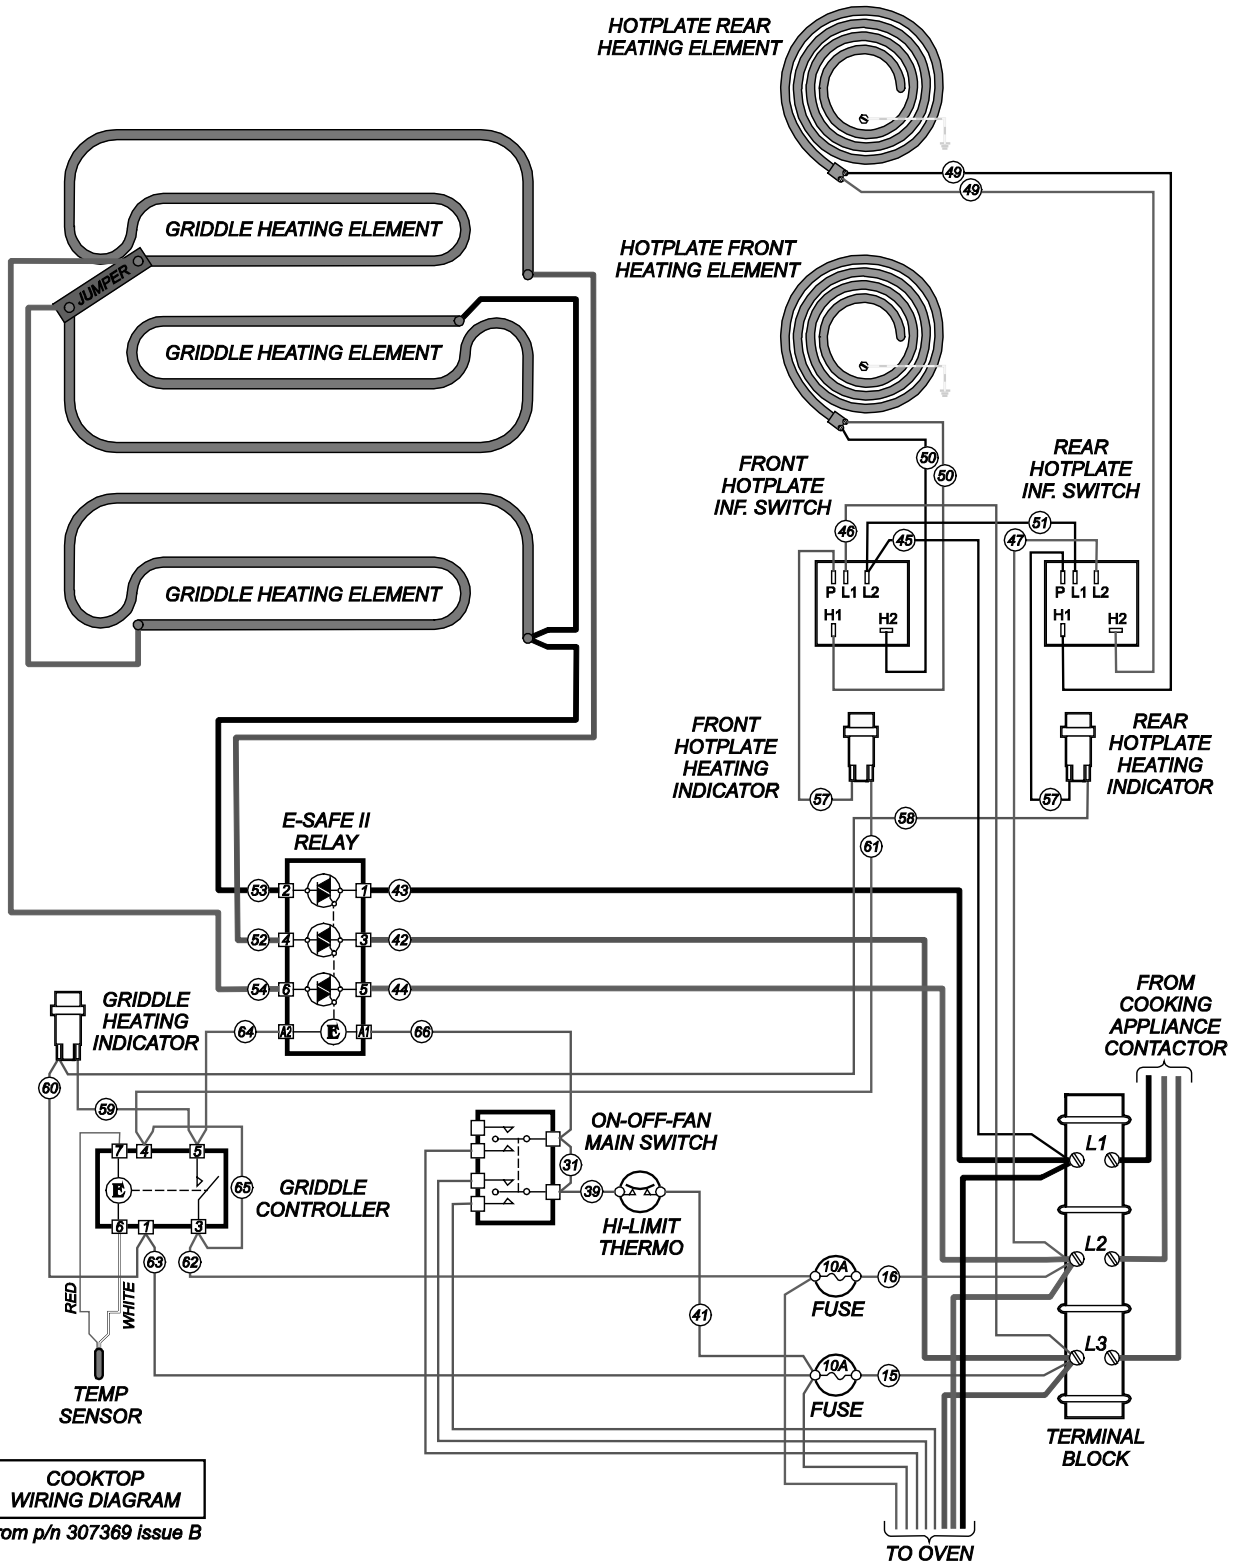 HOTPLATE REAR
HEATING ELEMENT
49
49
GRIDDLE HEATING ELEMENT
HOTPLATE FRONT
HEATING ELEMENT
JUMPER
GRIDDLE HEATING ELEMENT
50
50
FRONT
HOTPLATE
INF. SWITCH
REAR
HOTPLATE
INF. SWITCH
46
45
51
47
GRIDDLE HEATING ELEMENT
P L1 L2
H1
H2
P L1 L2
H1
H2
FRONT
HOTPLATE
HEATING
INDICATOR
REAR
HOTPLATE
HEATING
INDICATOR
57
57
58
61
E-SAFE II
RELAY
53
2
1
43
52
4
3
42
54
6
5
44
64
A2
E
A1
66
GRIDDLE
HEATING
INDICATOR
FROM
COOKING
APPLIANCE
CONTACTOR
60
59
ON-OFF-FAN
MAIN SWITCH
7
4
5
E
6
1
3
65
GRIDDLE
CONTROLLER
31
39
HI-LIMIT
THERMO
L1
L2
L3
63
62
RED
WHITE
10A
FUSE
16
41
10A
FUSE
15
TEMP
SENSOR
TERMINAL
BLOCK
COOKTOP
WIRING DIAGRAM
rom p/n 307369 issue B
TO OVEN